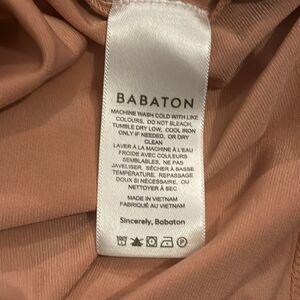 BABATON
MACHINE WASH COLD WITH LIKE
COLOURS, DO NOT BLEACH,
TUMBLE DRY LOW, COOL IRON
ONLY IF NEEDED, OR DRY
CLEAN
LAVER À LA MACHINE À L'EAU
FROIDE AVEC COULEURS
SEMBLABLES, NE PAS
JAVELISER, SÉCHER À BASSE
TEMPÉRATURE, REPASSAGE
DOUX SI NÉCESSAIRE, OU
NETTOYER À SEC
MADE IN VIETNAM
FABRIQUÉ AU VIETNAM
Sincerely, Babaton
P